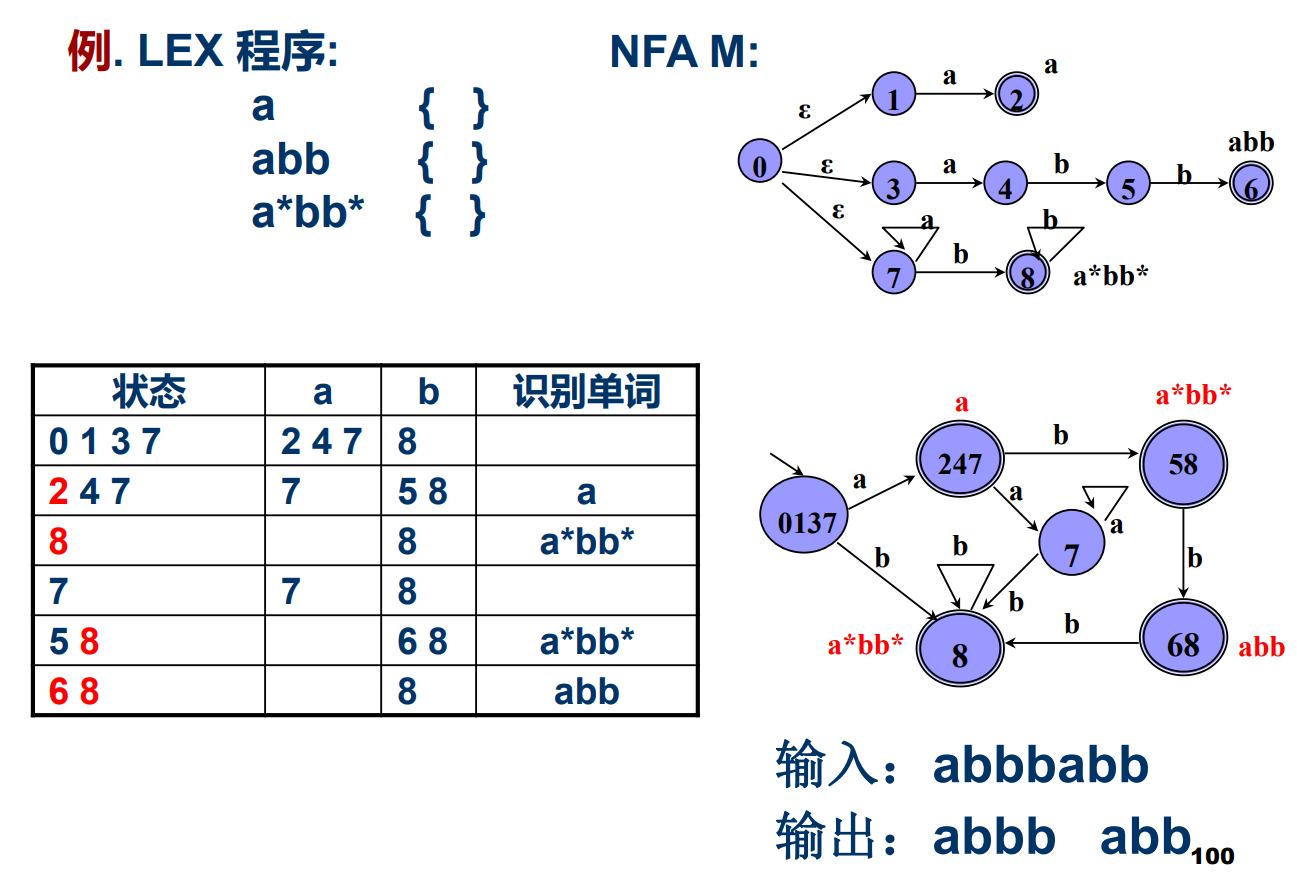 例. LEX 程序:
a { }
abb { }
a*bb* { }
NFA M:
ε a a
0 1 2
abb
ε a b b
3 4 5 6
ε a b
7 b 8 a*bb*
状态 a b 识别单词
0 1 3 7 2 4 7 8
2 4 7 7 5 8 a
8 8 a*bb*
7 7 8
5 8 6 8 a*bb*
6 8 8 abb
a a*bb*
a 247 b 58
0137 a 7 a
b b b b
a*bb* 8 b 68 abb
输入：abbbabb
输出：abbb abb
100